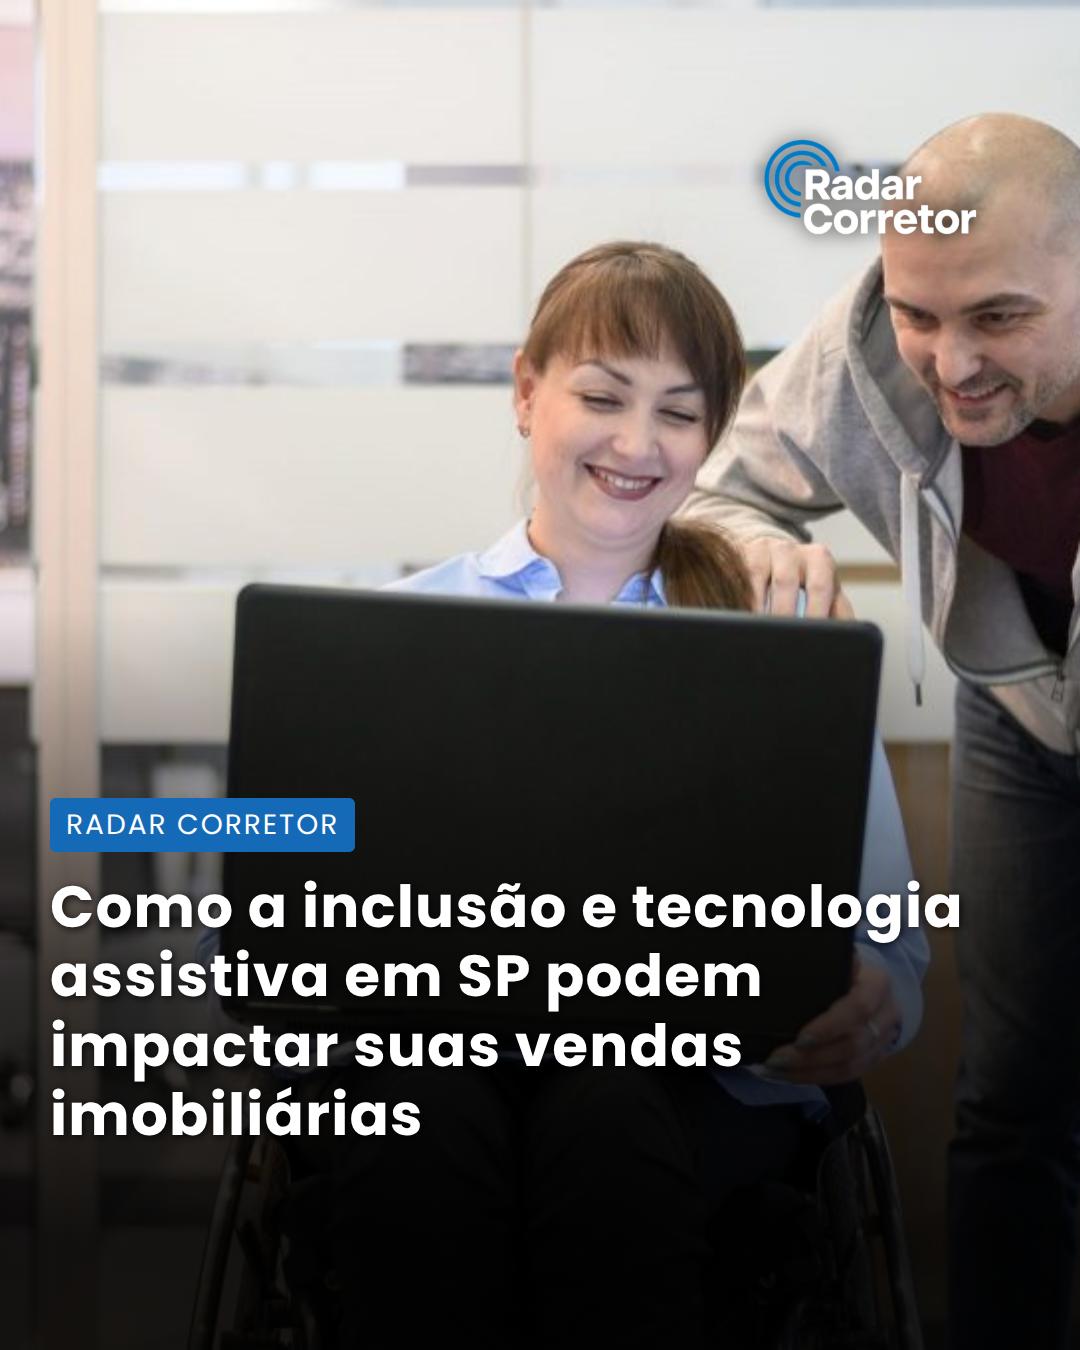 Radar
Corretor
RADAR CORRETOR
Como a inclusão e tecnologia
assistiva em SP podem
impactar suas vendas
imobiliárias